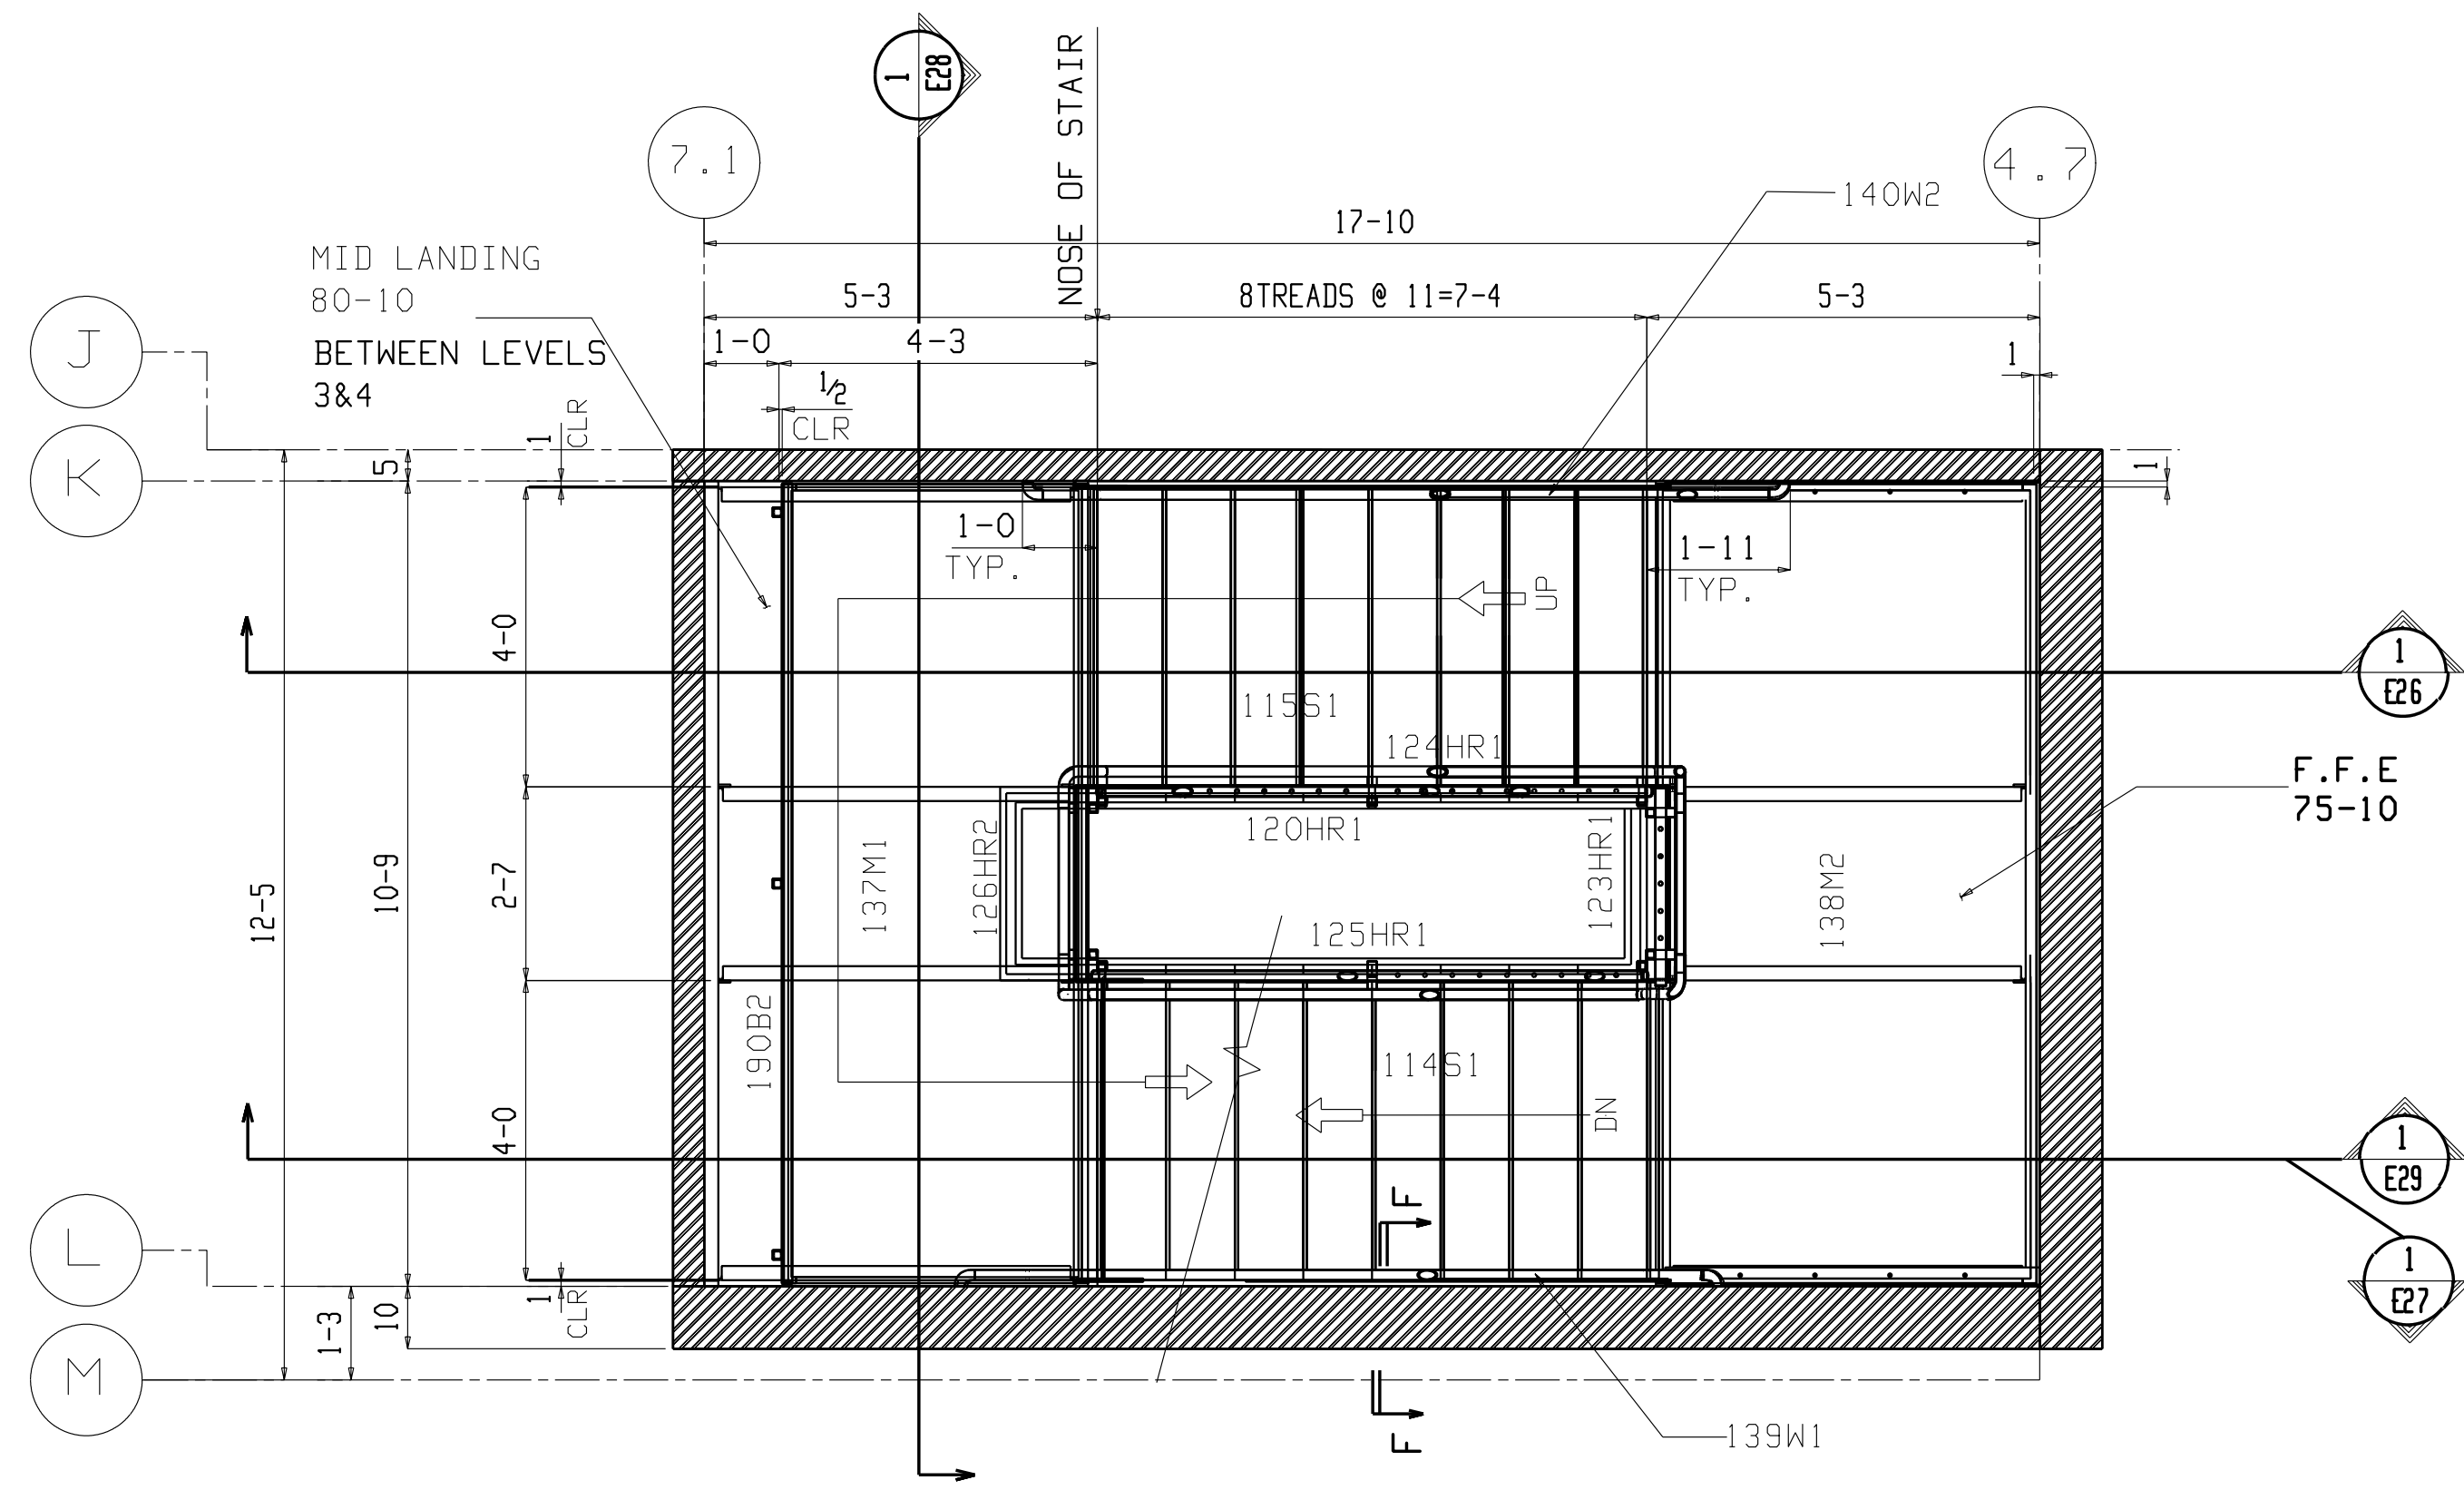 1
E28
NOSE OF STAIR
7.1
4.7
140W2
17-10
MID LANDING
80-10
BETWEEN LEVELS
3&4
5-3
8TREADS @ 11=7-4
5-3
1-0
4-3
1
1/2
CLR
J
K
1
CLR
5
1
1-0
TYP.
1-11
TYP.
UP
4-0
1
E26
115S1
124HR1
F.F.E
75-10
120HR1
123HR1
126HR2
137M1
138M2
2-7
10-9
12-5
125HR1
190B2
114S1
DN
4-0
1
E29
F
L
1
CLR
10
1-3
1
E27
M
F
139W1